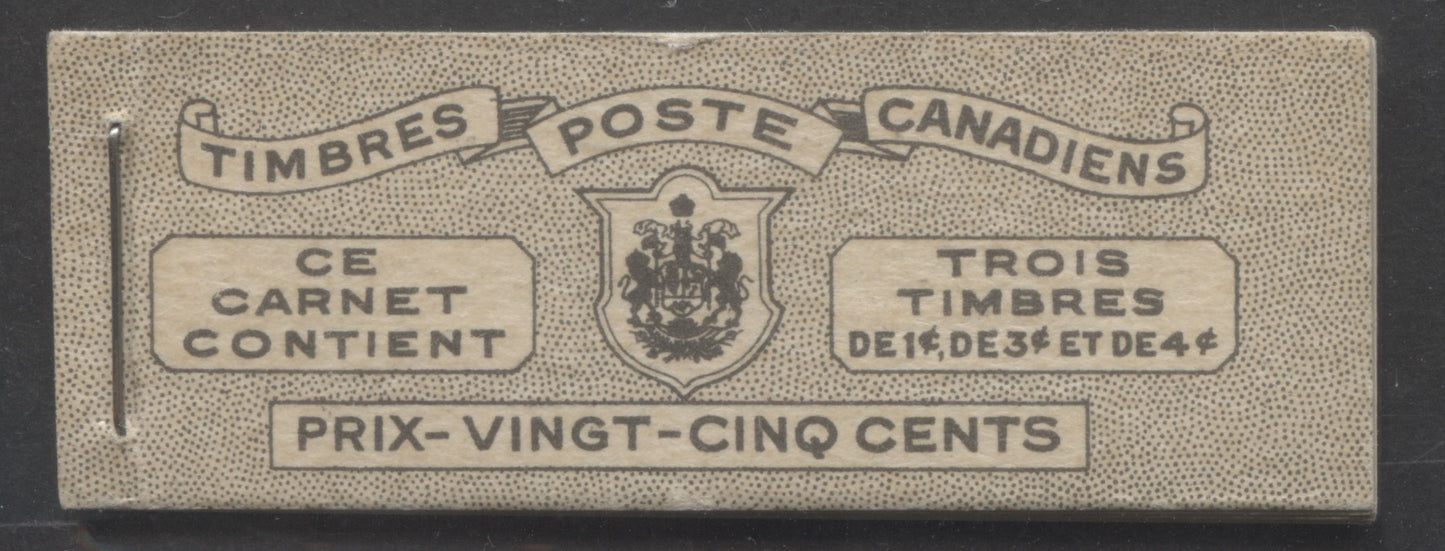 TIMBRES POSTE CANADIENS
CE
CARNET
CONTIENT
TROIS
TIMBRES
DE 1¢, DE 3¢ ET DE 4¢
PRIX-VINGT-CINQ CENTS